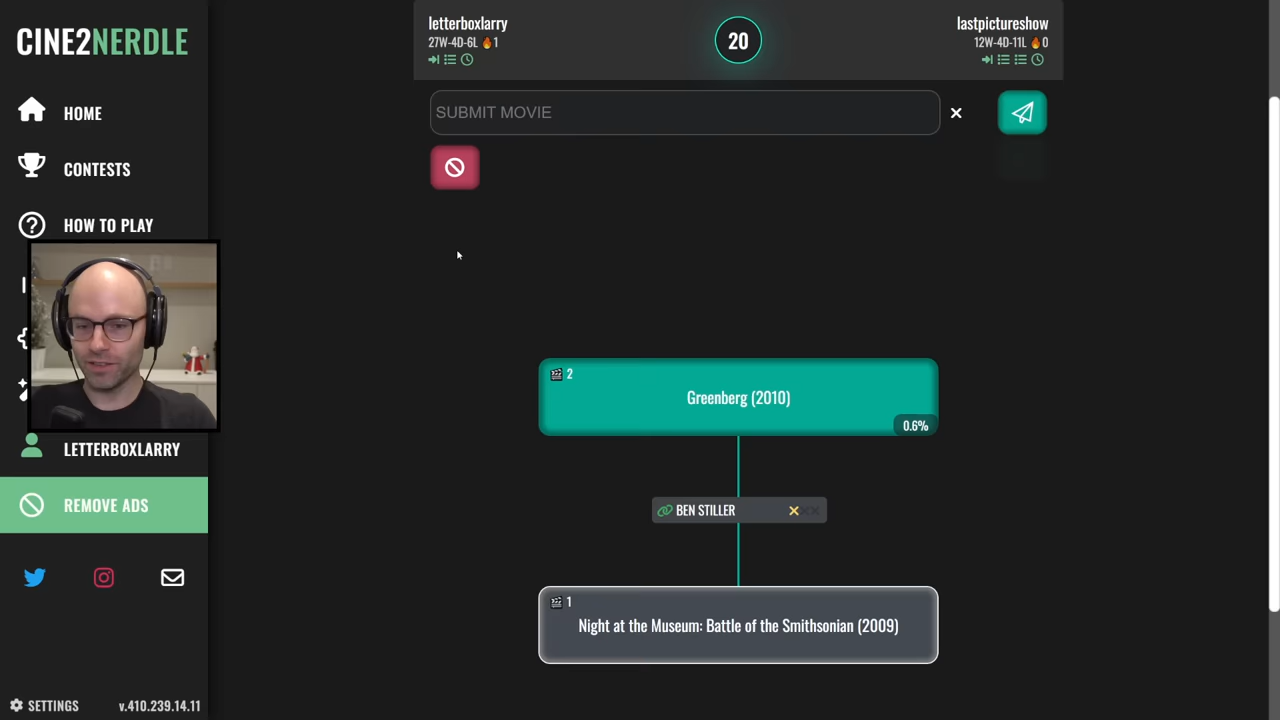 CINE2NERDLE
HOME
CONTESTS
HOW TO PLAY
LETTERBOXLARRY
REMOVE ADS
SETTINGS
v.410.239.14.11
letterboxlarry
27W-4D-6L 🔥1
20
lastpictureshow
12W-4D-11L 🔥0
SUBMIT MOVIE
2
Greenberg (2010)
0.6%
BEN STILLER
1
Night at the Museum: Battle of the Smithsonian (2009)